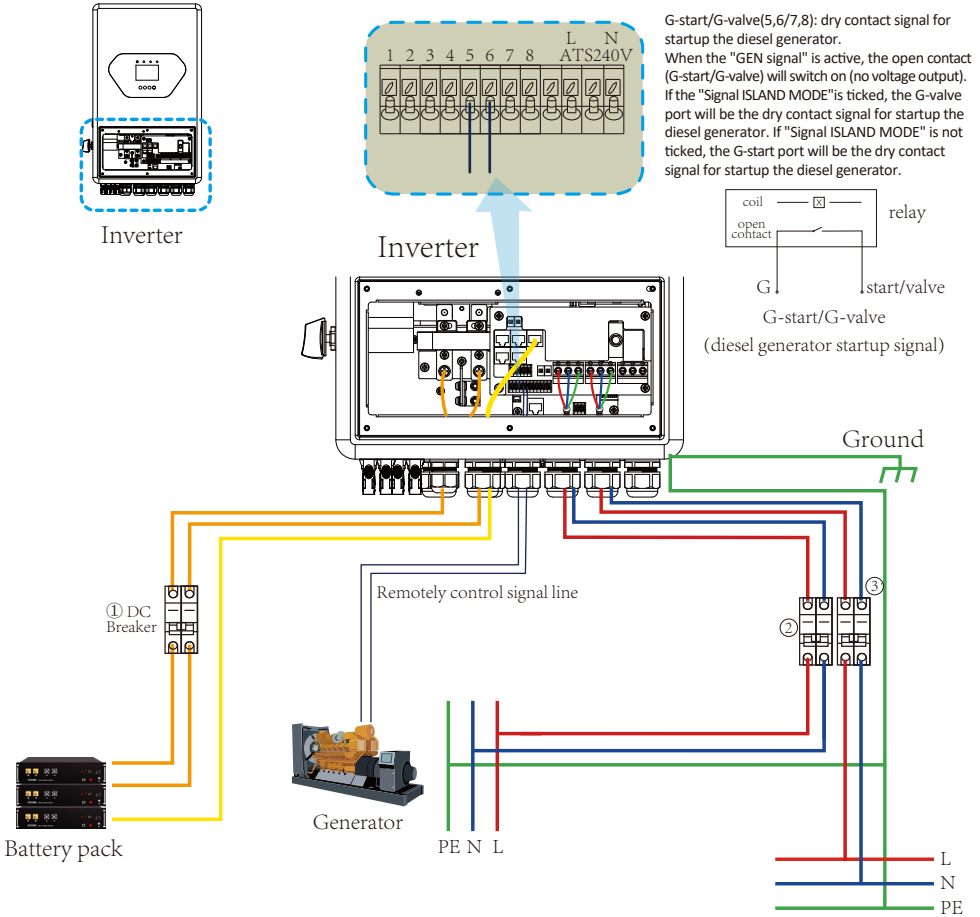 G-start/G-valve(5,6/7,8): dry contact signal for
startup the diesel generator.
When the "GEN signal" is active, the open contact
(G-start/G-valve) will switch on (no voltage output).
If the "Signal ISLAND MODE"is ticked, the G-valve
port will be the dry contact signal for startup the
diesel generator. If "Signal ISLAND MODE" is not
ticked, the G-start port will be the dry contact
signal for startup the diesel generator.
L N
1 2 3 4 5 6 7 8 ATS240V
coil
relay
open
contact
G start/valve
G-start/G-valve
(diesel generator startup signal)
Inverter
Inverter
Ground
Remotely control signal line
① DC
Breaker
②
③
Generator
Battery pack
PE N L
L
N
PE